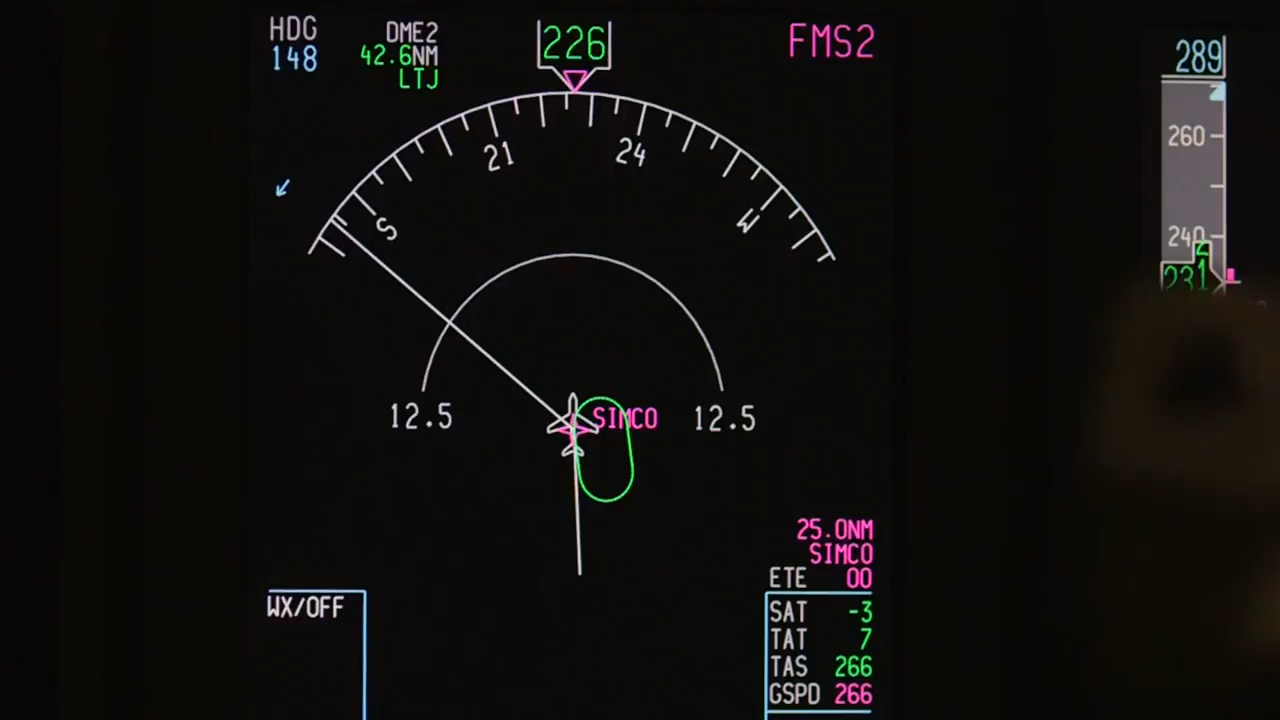 HDG
148
DME2
42.6NM
LTJ
226
FMS2
289
260
240
231
21
24
S
W
12.5
12.5
SIMCO
25.0NM
SIMCO
ETE 00
WX/OFF
SAT -3
TAT 7
TAS 266
GSPD 266